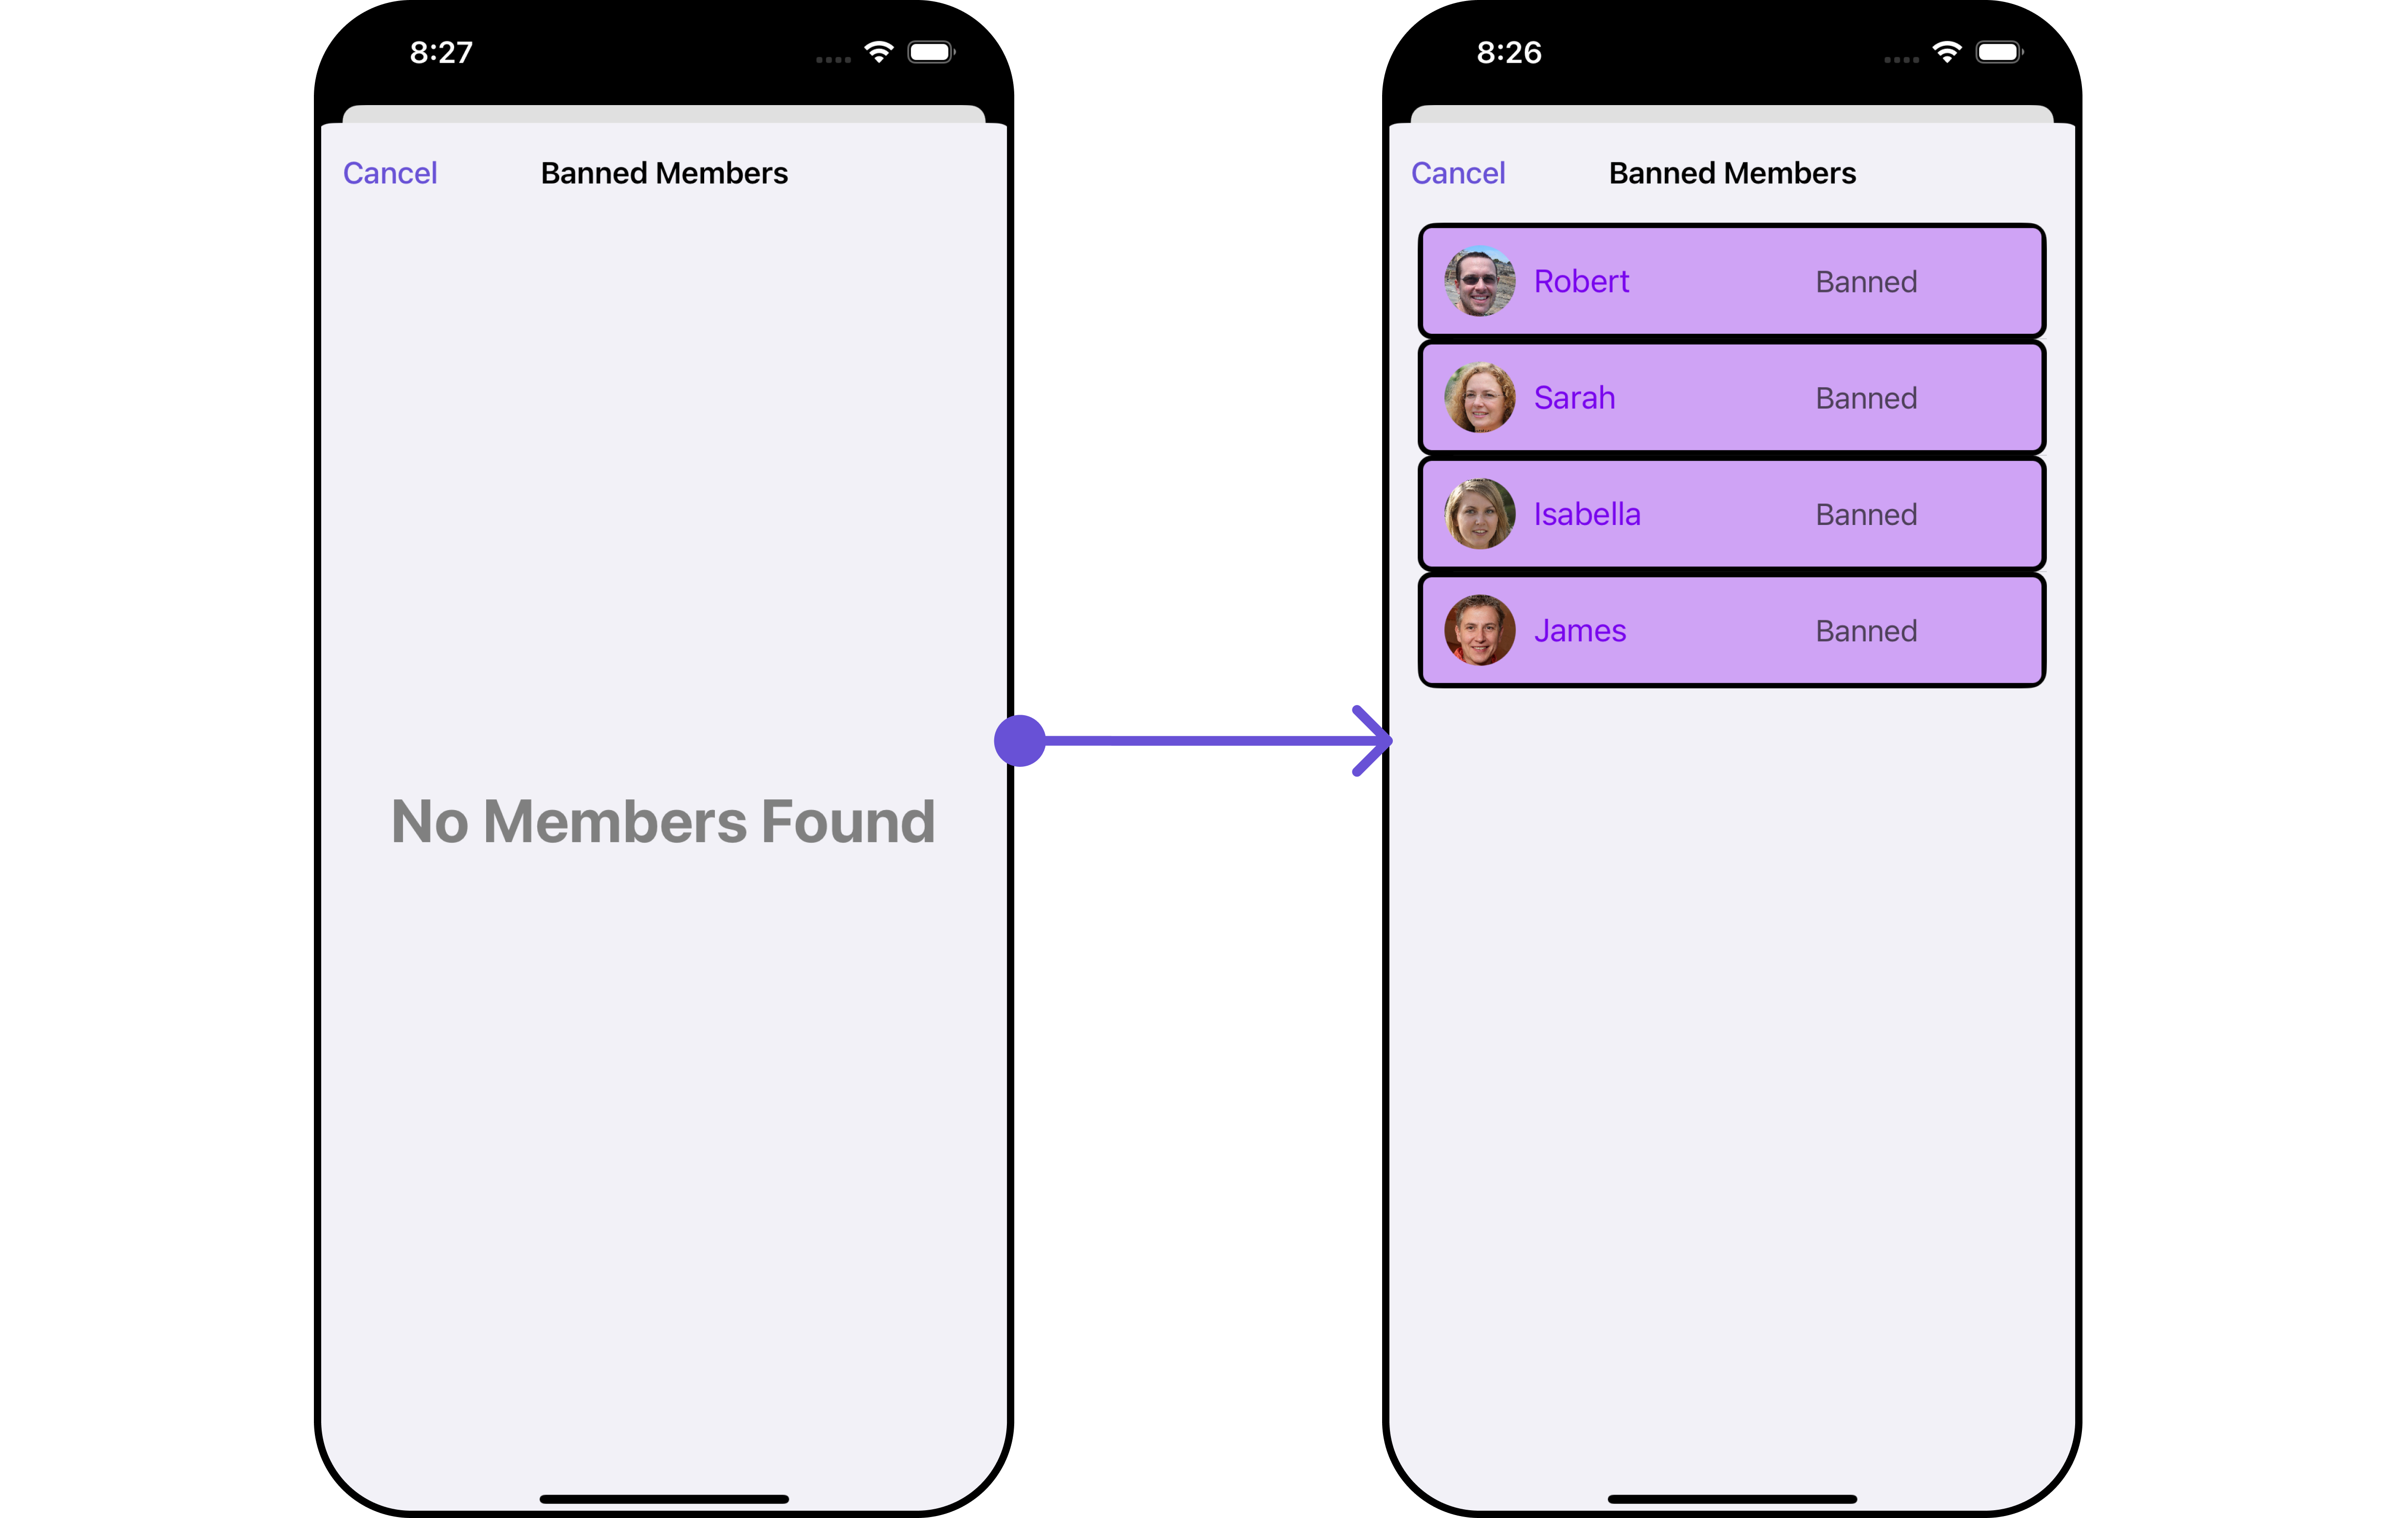 8:27
Cancel
Banned Members
No Members Found
8:26
Cancel
Banned Members
Robert Banned
Sarah Banned
Isabella Banned
James Banned